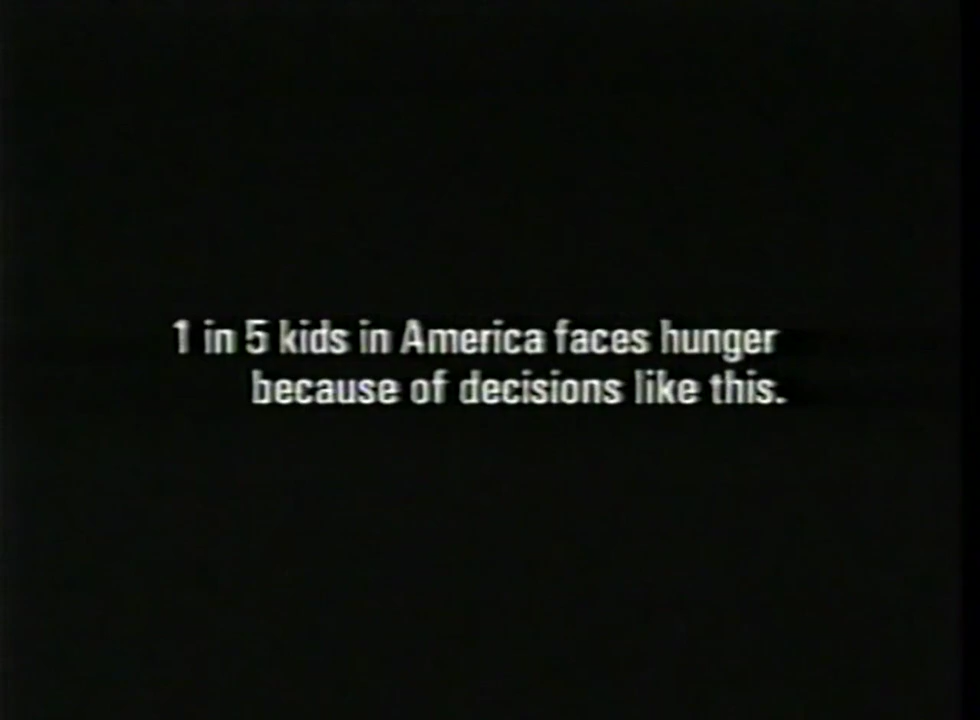 1 in 5 kids in America faces hunger
because of decisions like this.